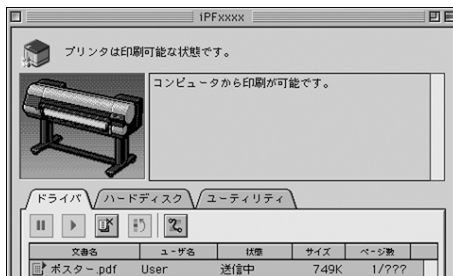 iPFxxxx
プリンタは印刷可能な状態です。
コンピュータから印刷が可能です。
ドライバ ハードディスク ユーティリティ
文書名 ユーザ名 状態 サイズ ページ数
ポスター.pdf User 送信中 749K 1/???